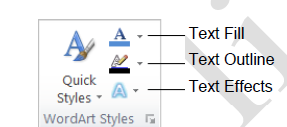 Text Fill
Text Outline
Quick
Styles
Text Effects
WordArt Styles